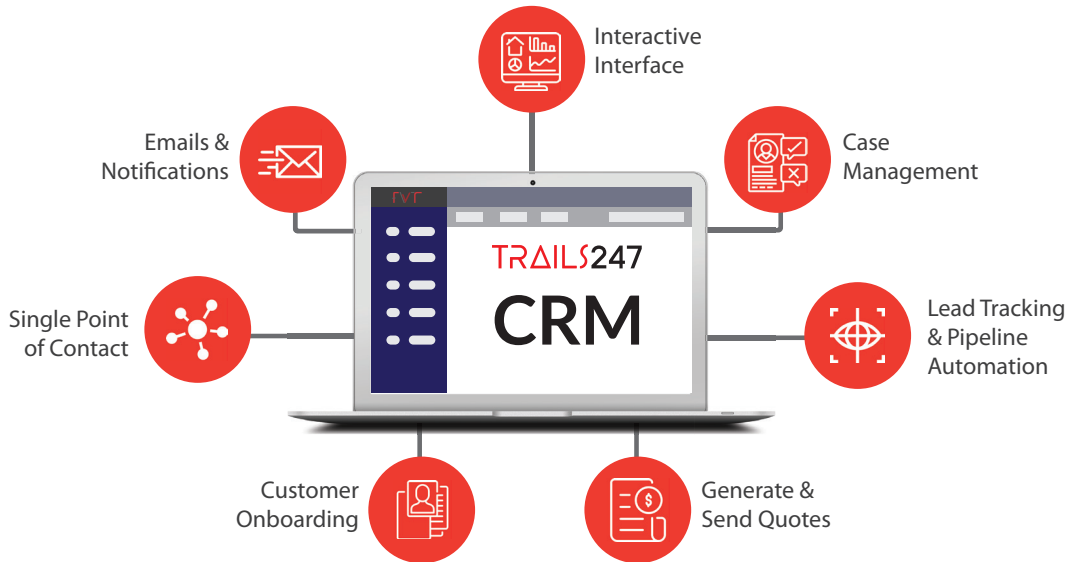 Interactive
Interface
Emails &
Notifications
Case
Management
TVT
TRAILS247
CRM
Single Point
of Contact
Lead Tracking
& Pipeline
Automation
Customer
Onboarding
Generate &
Send Quotes
$